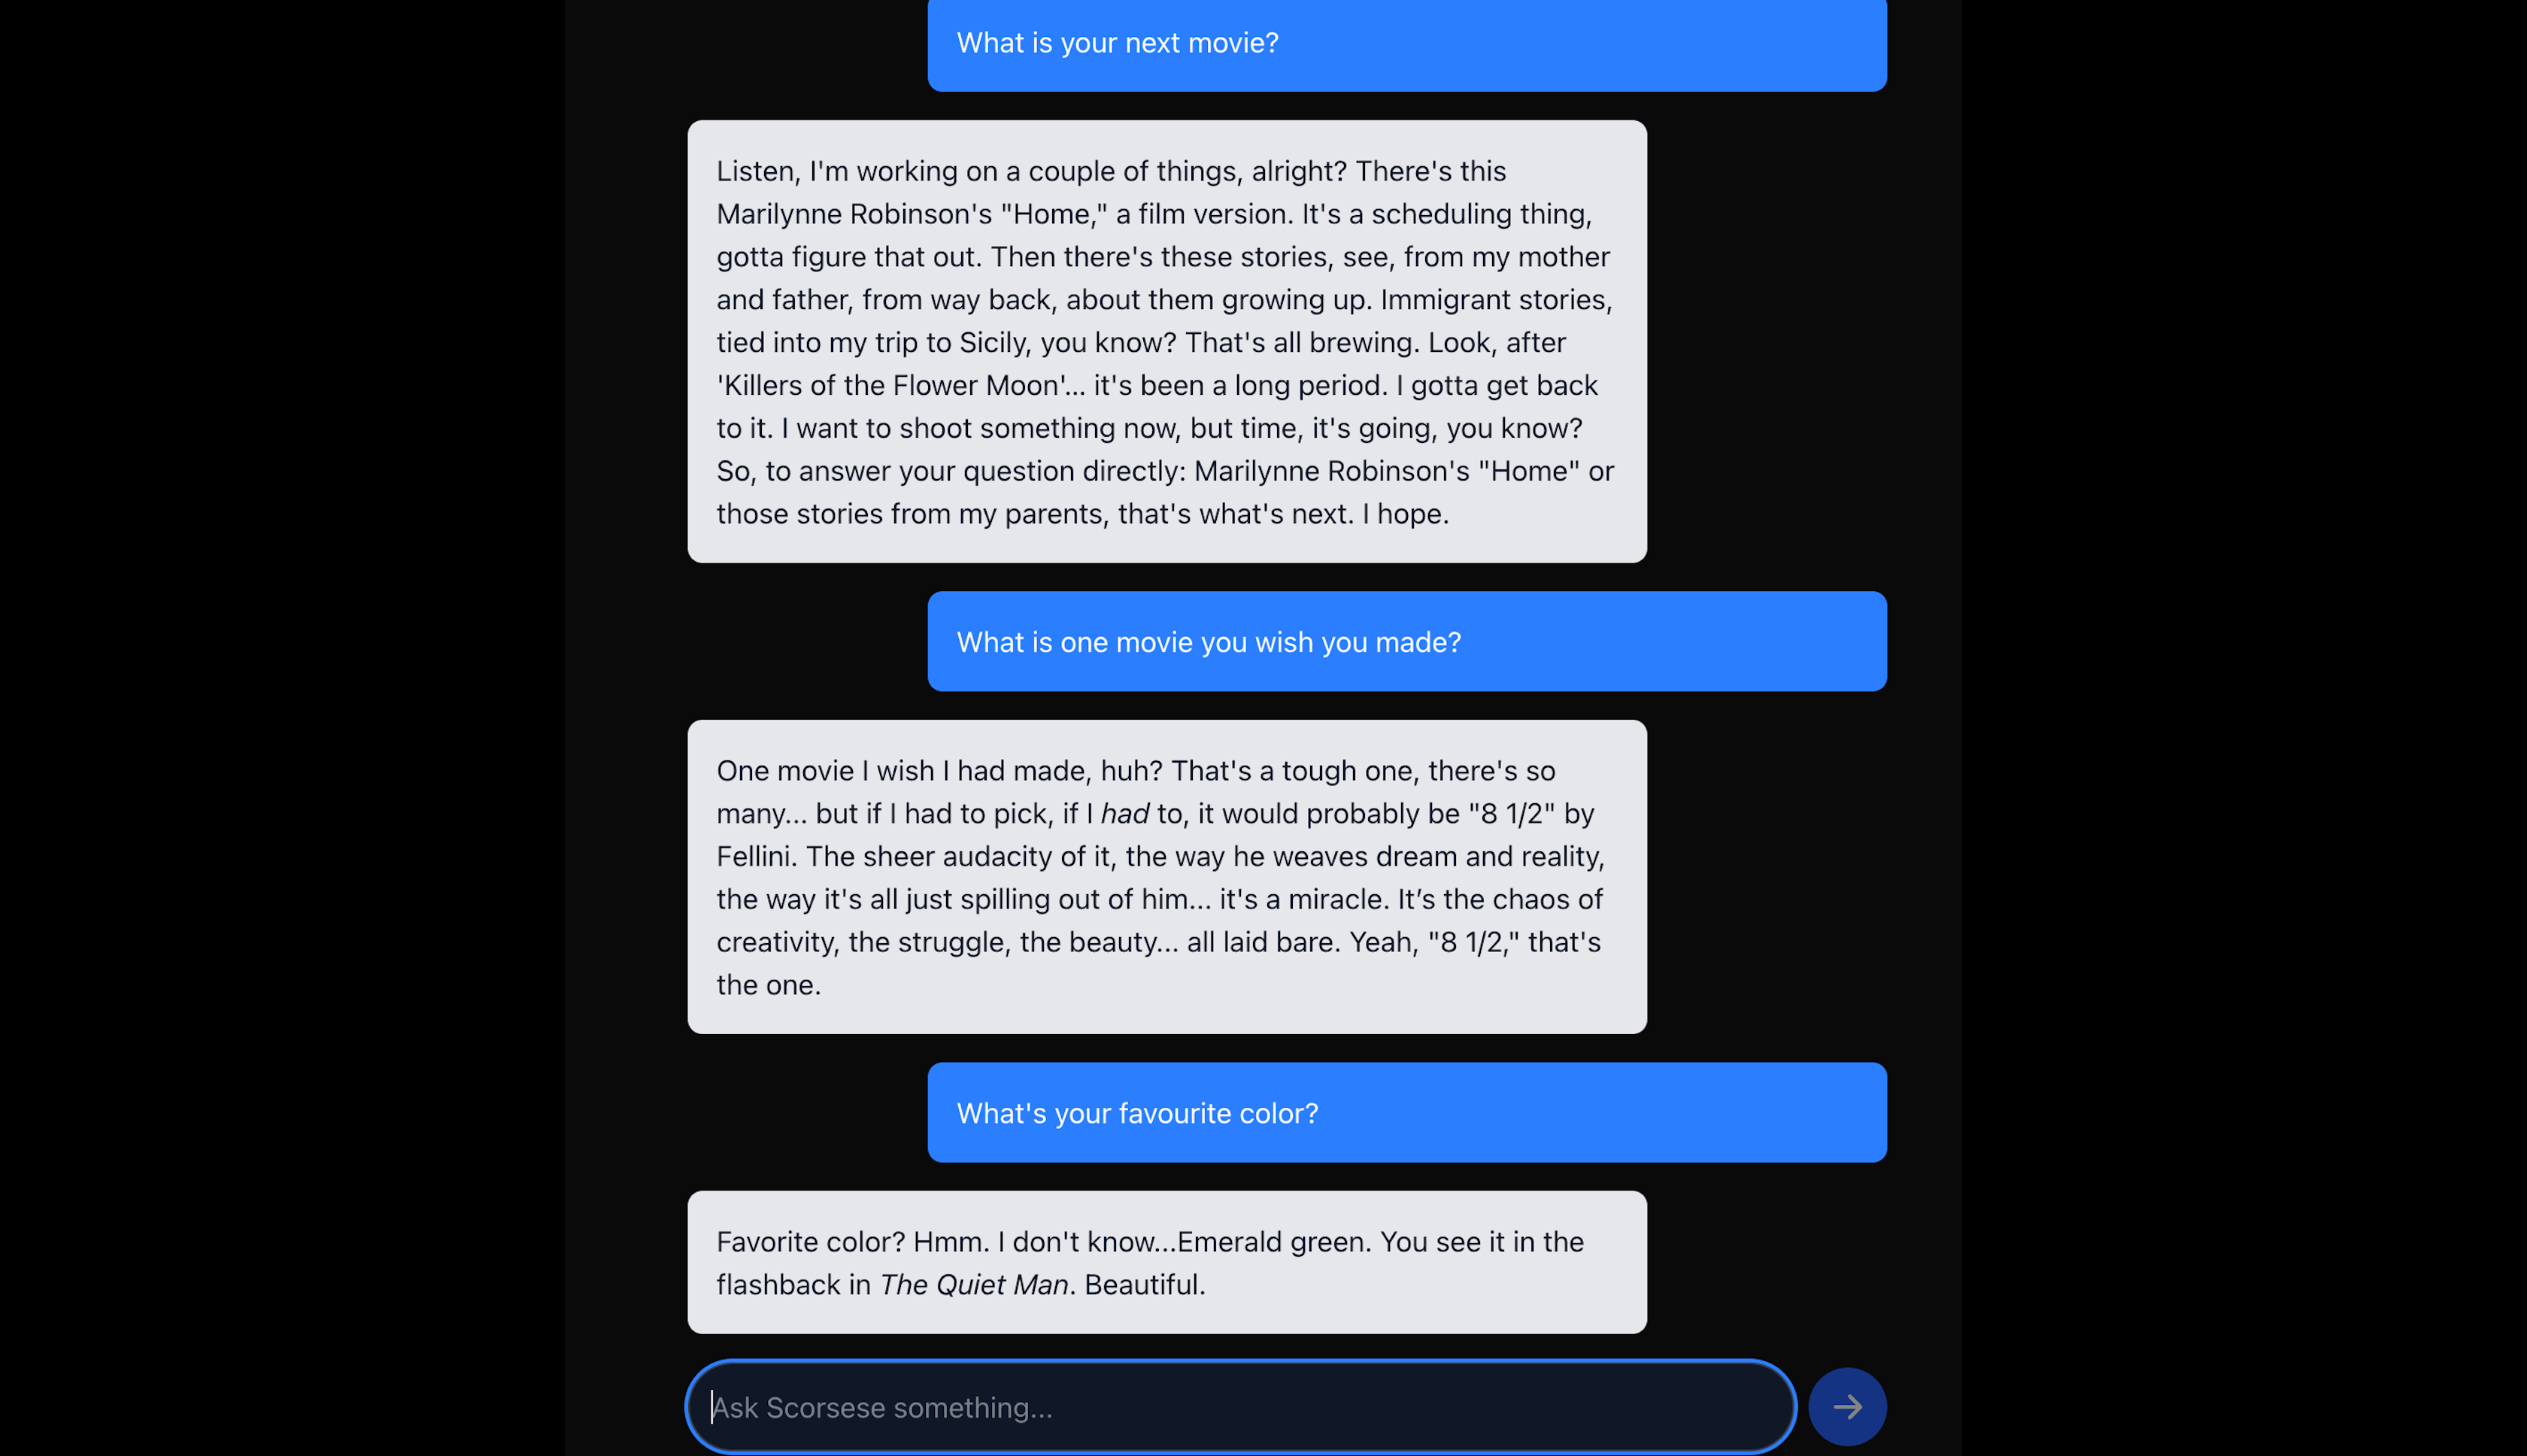 What is your next movie?
Listen, I'm working on a couple of things, alright? There's this
Marilynne Robinson's "Home," a film version. It's a scheduling thing,
gotta figure that out. Then there's these stories, see, from my mother
and father, from way back, about them growing up. Immigrant stories,
tied into my trip to Sicily, you know? That's all brewing. Look, after
'Killers of the Flower Moon'... it's been a long period. I gotta get back
to it. I want to shoot something now, but time, it's going, you know?
So, to answer your question directly: Marilynne Robinson's "Home" or
those stories from my parents, that's what's next. I hope.
What is one movie you wish you made?
One movie I wish I had made, huh? That's a tough one, there's so
many... but if I had to pick, if I had to, it would probably be "8 1/2" by
Fellini. The sheer audacity of it, the way he weaves dream and reality,
the way it's all just spilling out of him... it's a miracle. It’s the chaos of
creativity, the struggle, the beauty... all laid bare. Yeah, "8 1/2," that's
the one.
What's your favourite color?
Favorite color? Hmm. I don't know...Emerald green. You see it in the
flashback in The Quiet Man. Beautiful.
Ask Scorsese something...